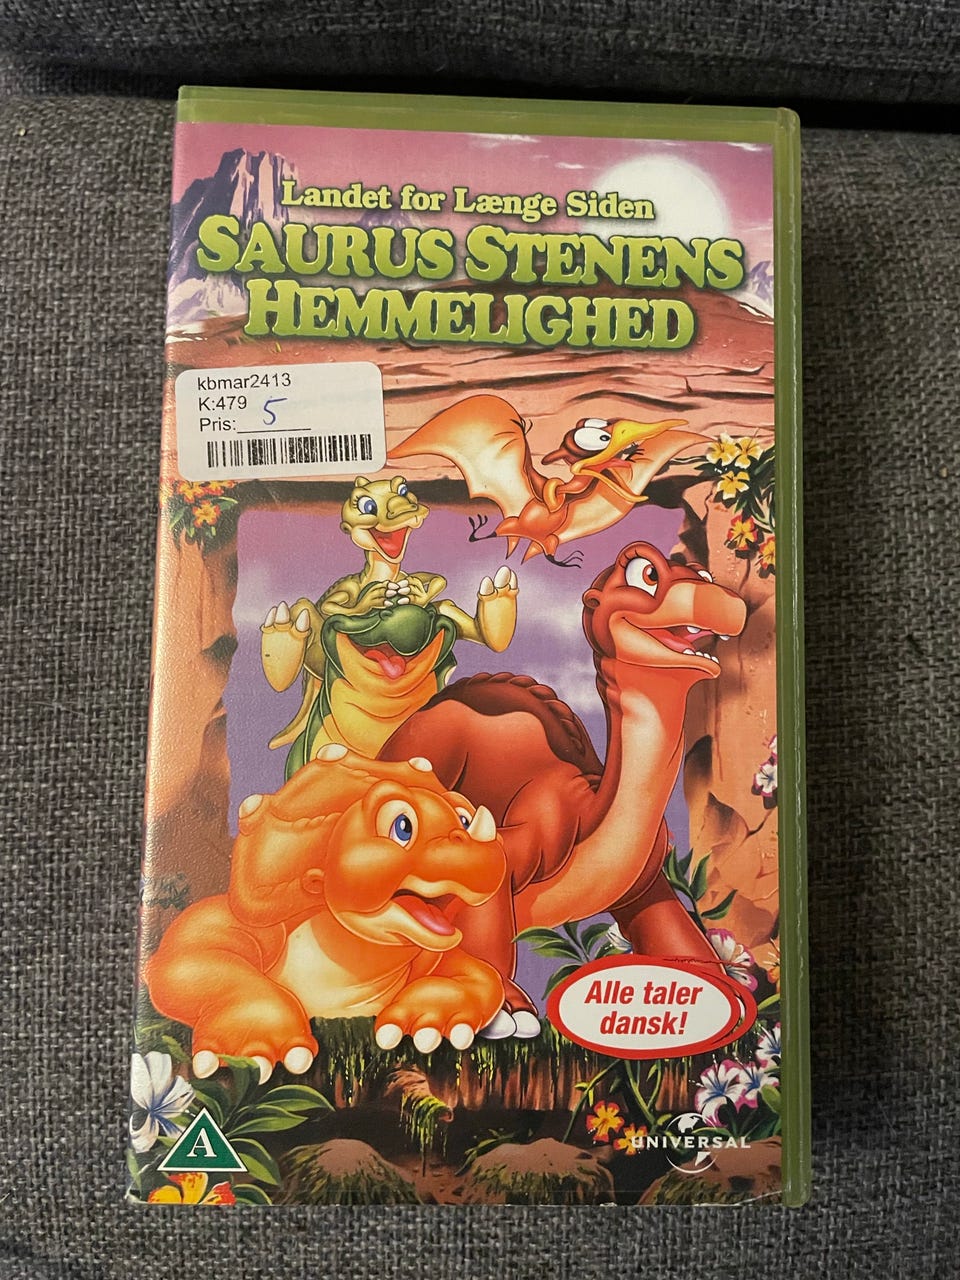 Landet for Længe Siden
SAURUS STENENS
HEMMELIGHED
kbmar2413
K:479
Pris: 5
Alle taler
dansk!
A
UNIVERSAL